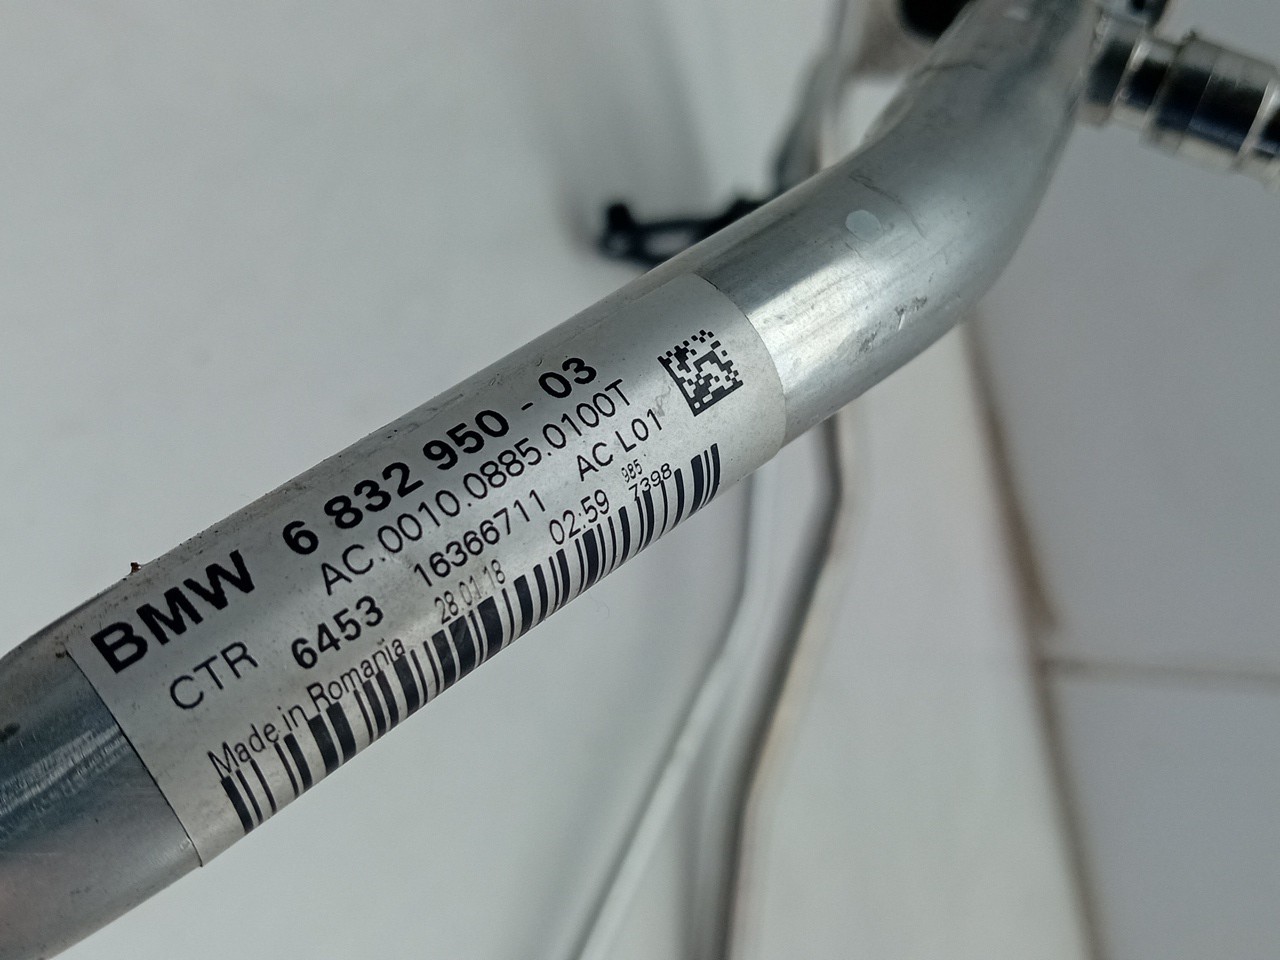 BMW 6 832 950 - 03
AC.0010.0885.0100T
CTR 6453 16366711 AC L01
28.01.18 02:59 985 7398
Made in Romania